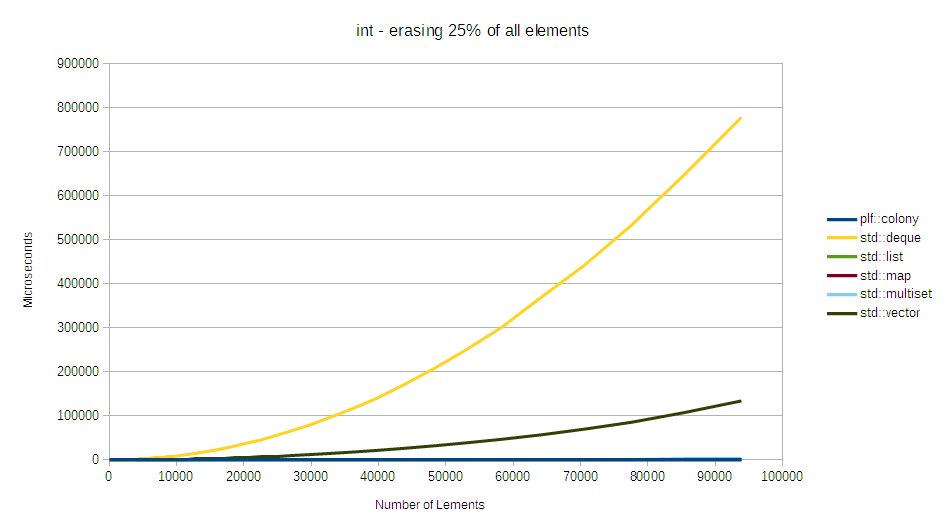 int - erasing 25% of all elements
900000
800000
700000
600000
500000
400000
300000
200000
100000
0
Microseconds
0 10000 20000 30000 40000 50000 60000 70000 80000 90000 100000
Number of Lements
plf::colony
std::deque
std::list
std::map
std::multiset
std::vector